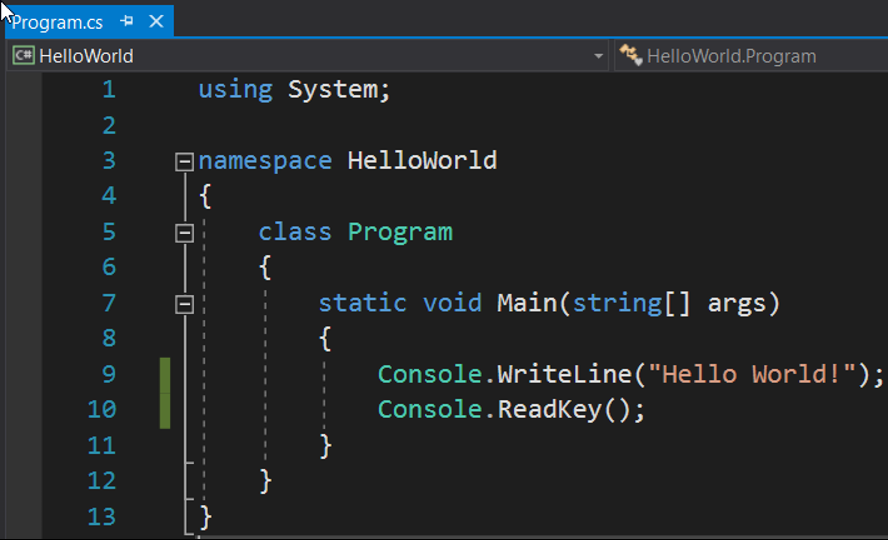 Program.cs
C# HelloWorld HelloWorld.Program
1 using System;
2
3 namespace HelloWorld
4 {
5 class Program
6 {
7 static void Main(string[] args)
8 {
9 Console.WriteLine("Hello World!");
10 Console.ReadKey();
11 }
12 }
13 }